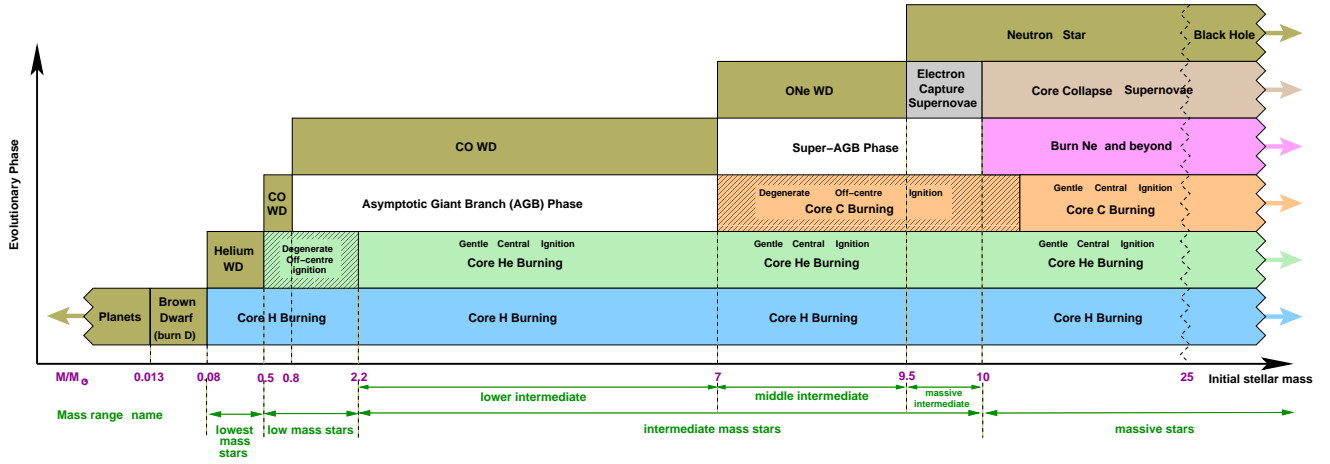 Neutron Star
Black Hole
ONe WD
Electron
Capture
Supernovae
Core Collapse Supernovae
CO WD
Super-AGB Phase
Burn Ne and beyond
CO
WD
Asymptotic Giant Branch (AGB) Phase
Degenerate Off-centre Ignition
Core C Burning
Gentle Central Ignition
Core C Burning
Helium
WD
Degenerate
Off-centre
ignition
Gentle Central Ignition
Core He Burning
Gentle Central Ignition
Core He Burning
Gentle Central Ignition
Core He Burning
Planets
Brown
Dwarf
(burn D)
Core H Burning
Core H Burning
Core H Burning
Core H Burning
Evolutionary Phase
M/M⊙ 0.013 0.08 0.5 0.8 2.2 7 9.5 10 25 Initial stellar mass
lower intermediate
middle intermediate
massive
intermediate
Mass range name
lowest
mass
stars
low mass stars
intermediate mass stars
massive stars